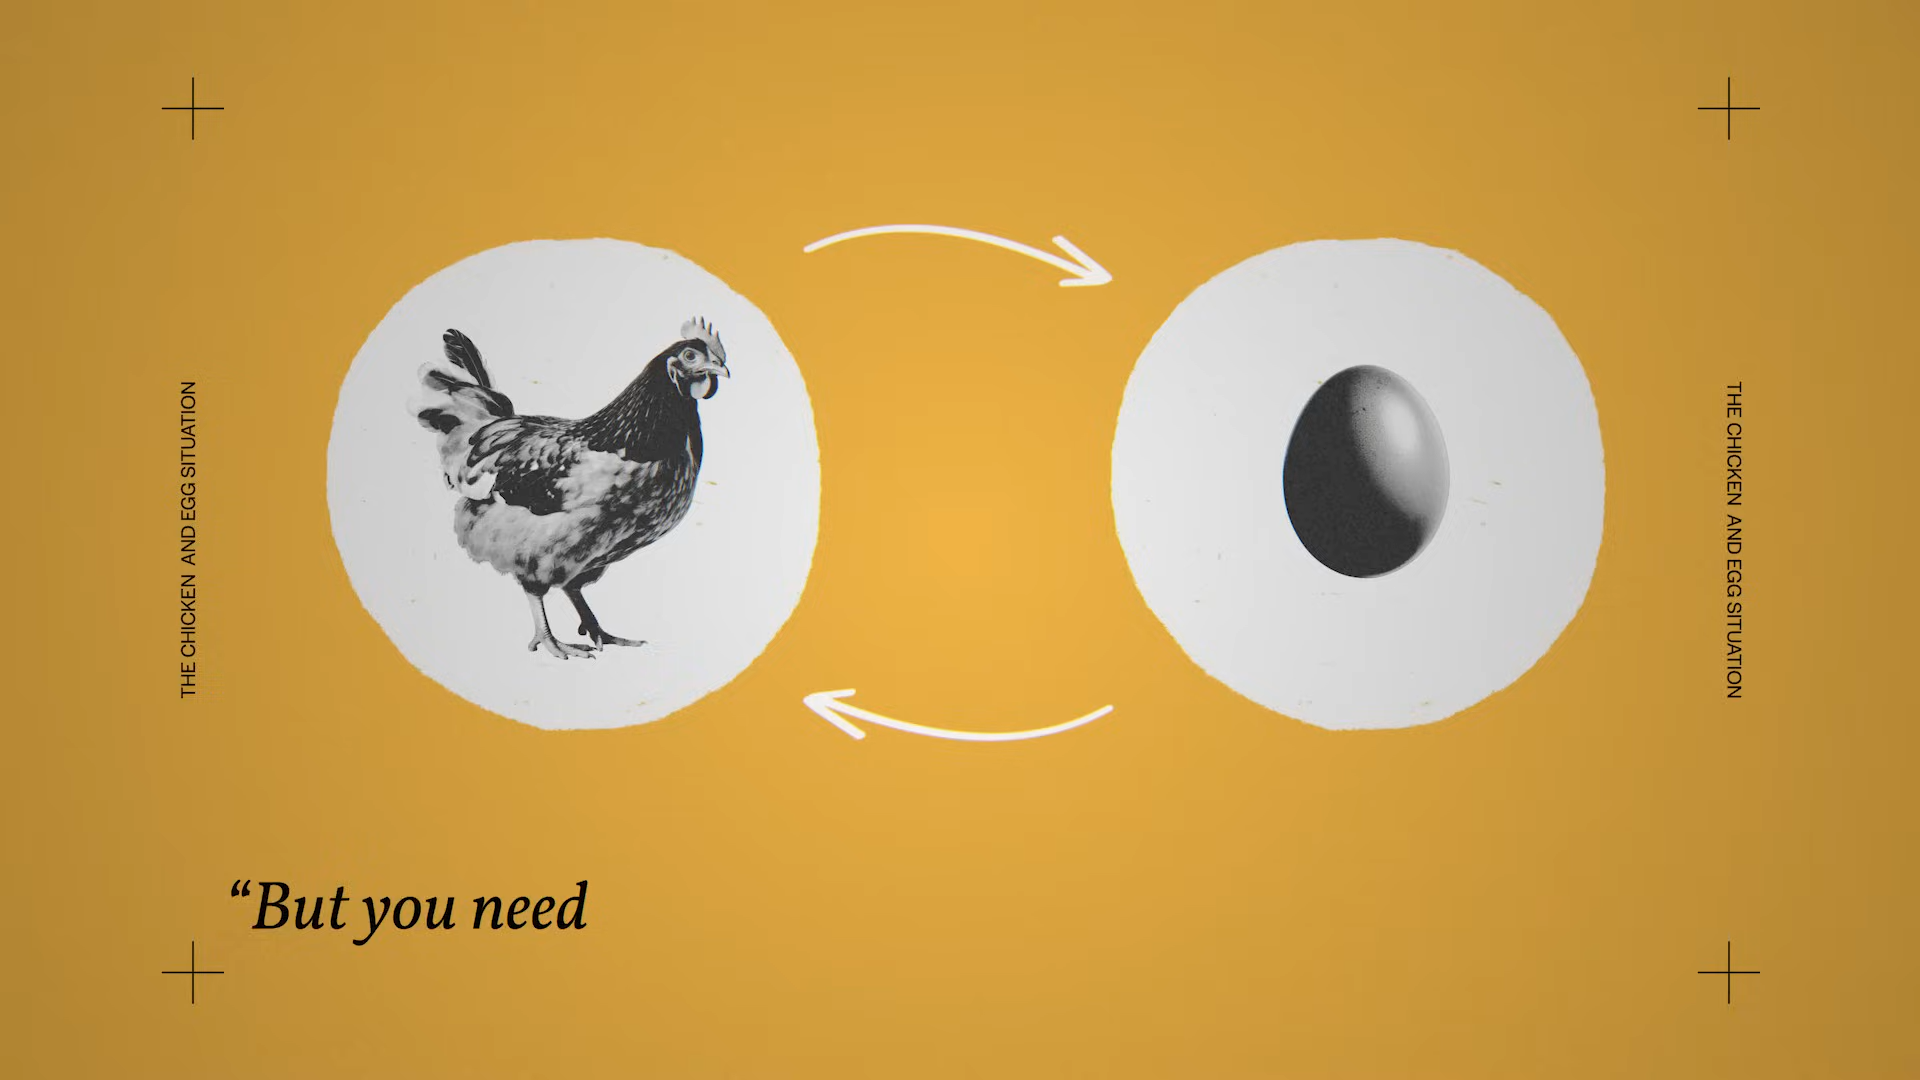 THE CHICKEN AND EGG SITUATION
THE CHICKEN AND EGG SITUATION
“But you need